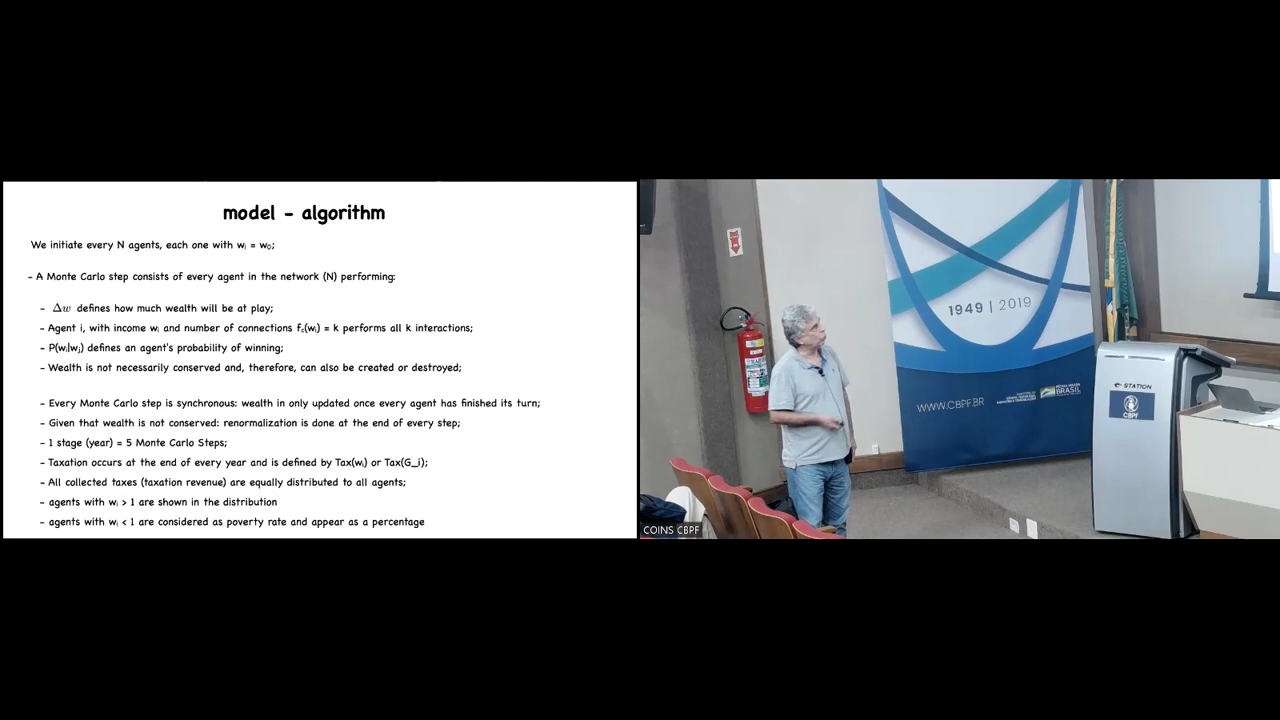 model - algorithm
We initiate every N agents, each one with wᵢ = w₀;
- A Monte Carlo step consists of every agent in the network (N) performing:
- Δw defines how much wealth will be at play;
- Agent i, with income wᵢ and number of connections f꜀(wᵢ) = k performs all k interactions;
- P(wᵢ|wⱼ) defines an agent's probability of winning;
- Wealth is not necessarily conserved and, therefore, can also be created or destroyed;
- Every Monte Carlo step is synchronous: wealth in only updated once every agent has finished its turn;
- Given that wealth is not conserved: renormalization is done at the end of every step;
- 1 stage (year) = 5 Monte Carlo Steps;
- Taxation occurs at the end of every year and is defined by Tax(wᵢ) or Tax(G_i);
- All collected taxes (taxation revenue) are equally distributed to all agents;
- agents with wᵢ > 1 are shown in the distribution
- agents with wᵢ < 1 are considered as poverty rate and appear as a percentage
1949 | 2019
WWW.CBPF.BR
BRASIL
STATION
CBPF
COINS CBPF